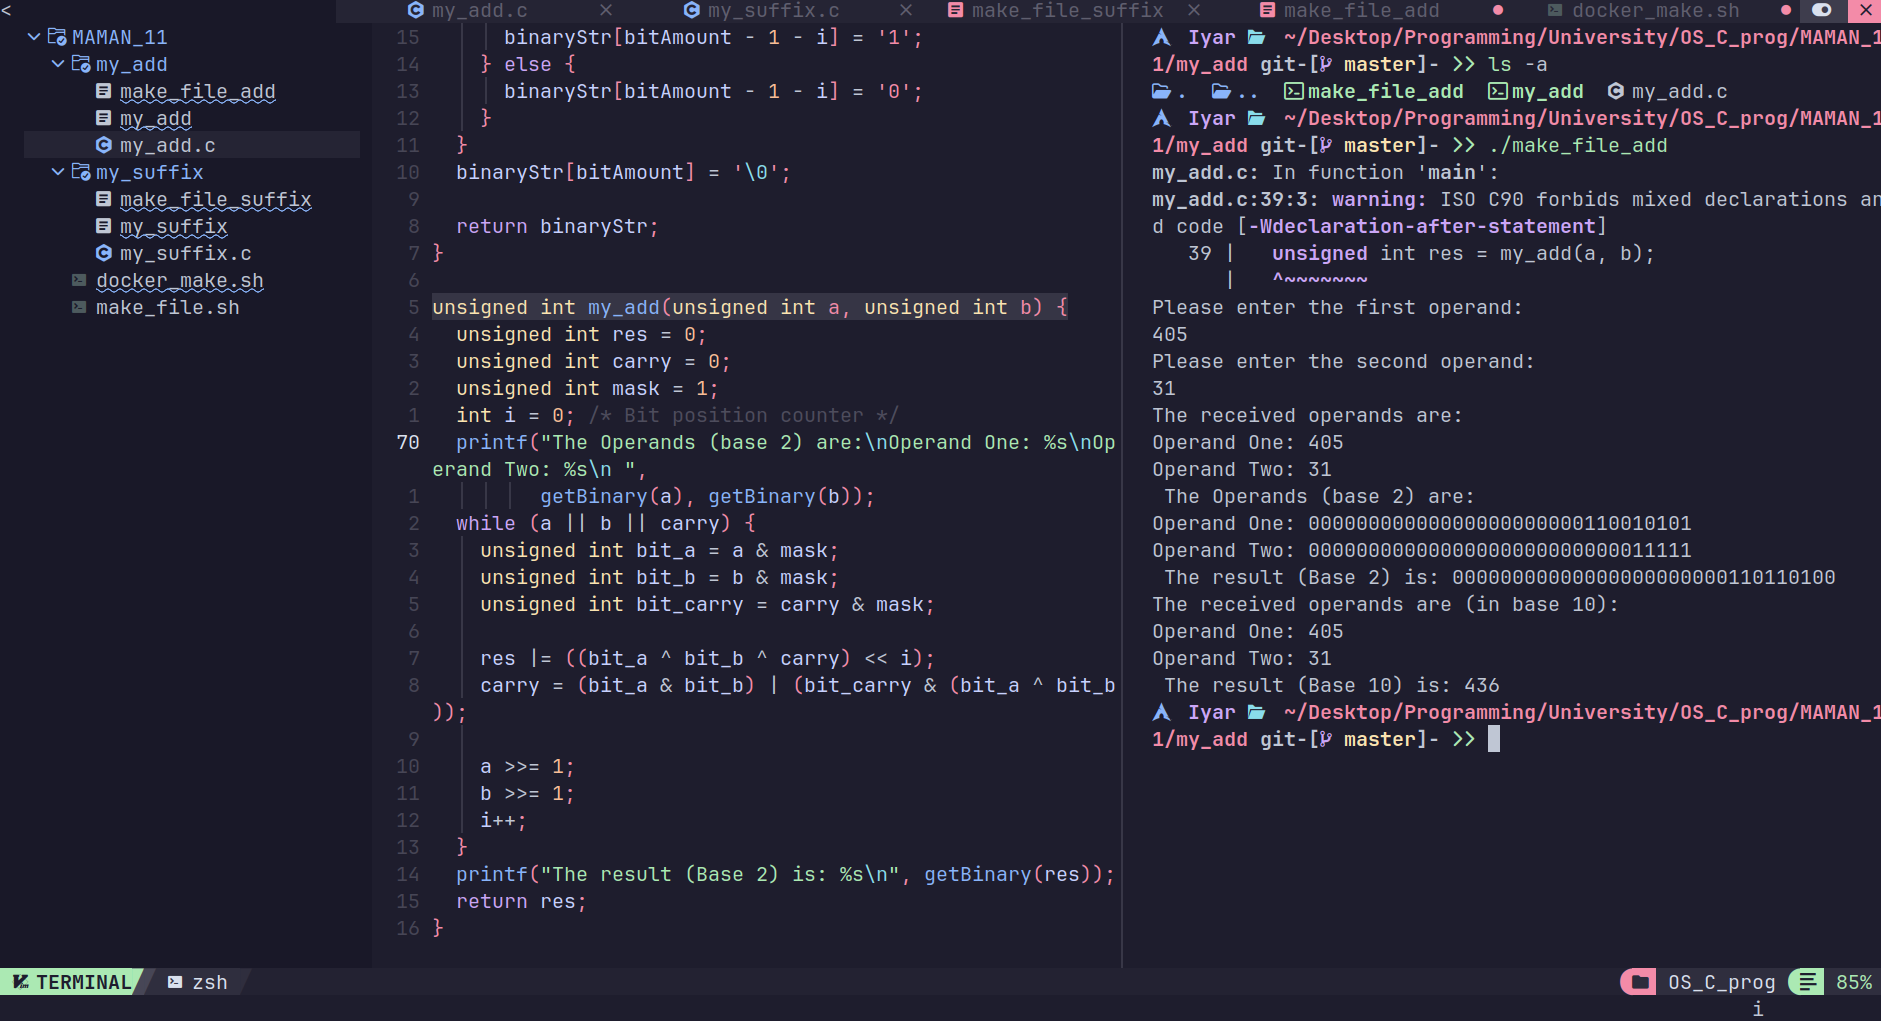 <
my_add.c
my_suffix.c
make_file_suffix
make_file_add
docker_make.sh
MAMAN_11
my_add
make_file_add
my_add
my_add.c
my_suffix
make_file_suffix
my_suffix
my_suffix.c
docker_make.sh
make_file.sh
15       binaryStr[bitAmount - 1 - i] = '1';
14     } else {
13       binaryStr[bitAmount - 1 - i] = '0';
12     }
11   }
10   binaryStr[bitAmount] = '\0';
9
8   return binaryStr;
7 }
6
5 unsigned int my_add(unsigned int a, unsigned int b) {
4   unsigned int res = 0;
3   unsigned int carry = 0;
2   unsigned int mask = 1;
1   int i = 0; /* Bit position counter */
70   printf("The Operands (base 2) are:\nOperand One: %s\nOp
erand Two: %s\n ",
1          getBinary(a), getBinary(b));
2   while (a || b || carry) {
3     unsigned int bit_a = a & mask;
4     unsigned int bit_b = b & mask;
5     unsigned int bit_carry = carry & mask;
6
7     res |= ((bit_a ^ bit_b ^ carry) << i);
8     carry = (bit_a & bit_b) | (bit_carry & (bit_a ^ bit_b
));
9
10     a >>= 1;
11     b >>= 1;
12     i++;
13   }
14   printf("The result (Base 2) is: %s\n", getBinary(res));
15   return res;
16 }
Iyar ~/Desktop/Programming/University/OS_C_prog/MAMAN_1
1/my_add git-[ master]- >> ls -a
. .. make_file_add my_add my_add.c
Iyar ~/Desktop/Programming/University/OS_C_prog/MAMAN_1
1/my_add git-[ master]- >> ./make_file_add
my_add.c: In function 'main':
my_add.c:39:3: warning: ISO C90 forbids mixed declarations an
d code [-Wdeclaration-after-statement]
   39 |   unsigned int res = my_add(a, b);
      |   ^~~~~~~~
Please enter the first operand:
405
Please enter the second operand:
31
The received operands are:
Operand One: 405
Operand Two: 31
 The Operands (base 2) are:
Operand One: 00000000000000000000000110010101
Operand Two: 00000000000000000000000000011111
 The result (Base 2) is: 00000000000000000000000110110100
The received operands are (in base 10):
Operand One: 405
Operand Two: 31
 The result (Base 10) is: 436
Iyar ~/Desktop/Programming/University/OS_C_prog/MAMAN_1
1/my_add git-[ master]- >>
TERMINAL zsh OS_C_prog 85%
i